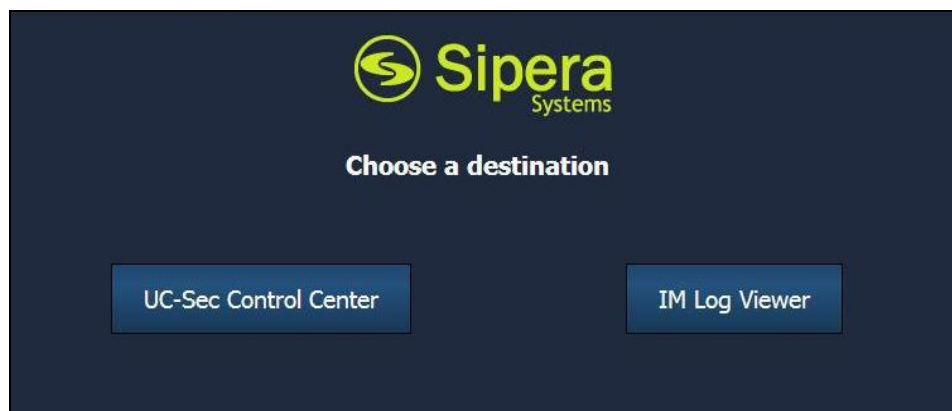 Sipera
Systems
Choose a destination
UC-Sec Control Center
IM Log Viewer